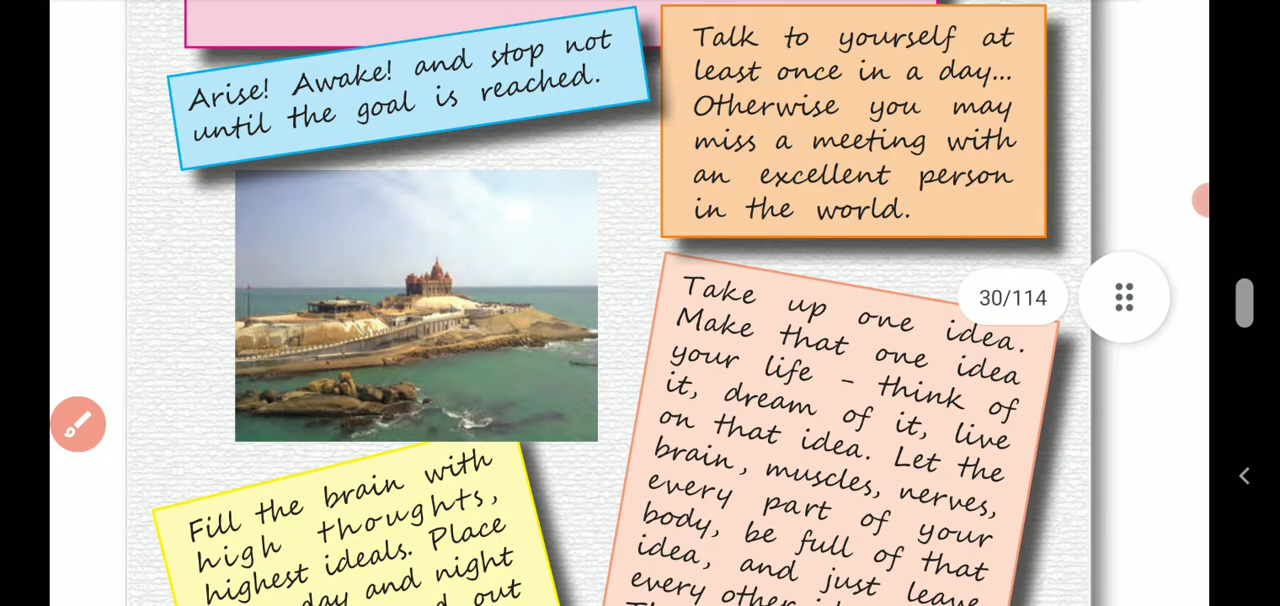 Arise! Awake! and stop not
until the goal is reached.
Talk to yourself at
least once in a day...
Otherwise you may
miss a meeting with
an excellent person
in the world.
30/114
Take up one idea.
Make that one idea
your life - think of
it, dream of it, live
on that idea. Let the
brain, muscles, nerves,
every part of your
body, be full of that
idea, and just leave
every other
Fill the brain with
high thoughts,
highest ideals. Place
day and night
out